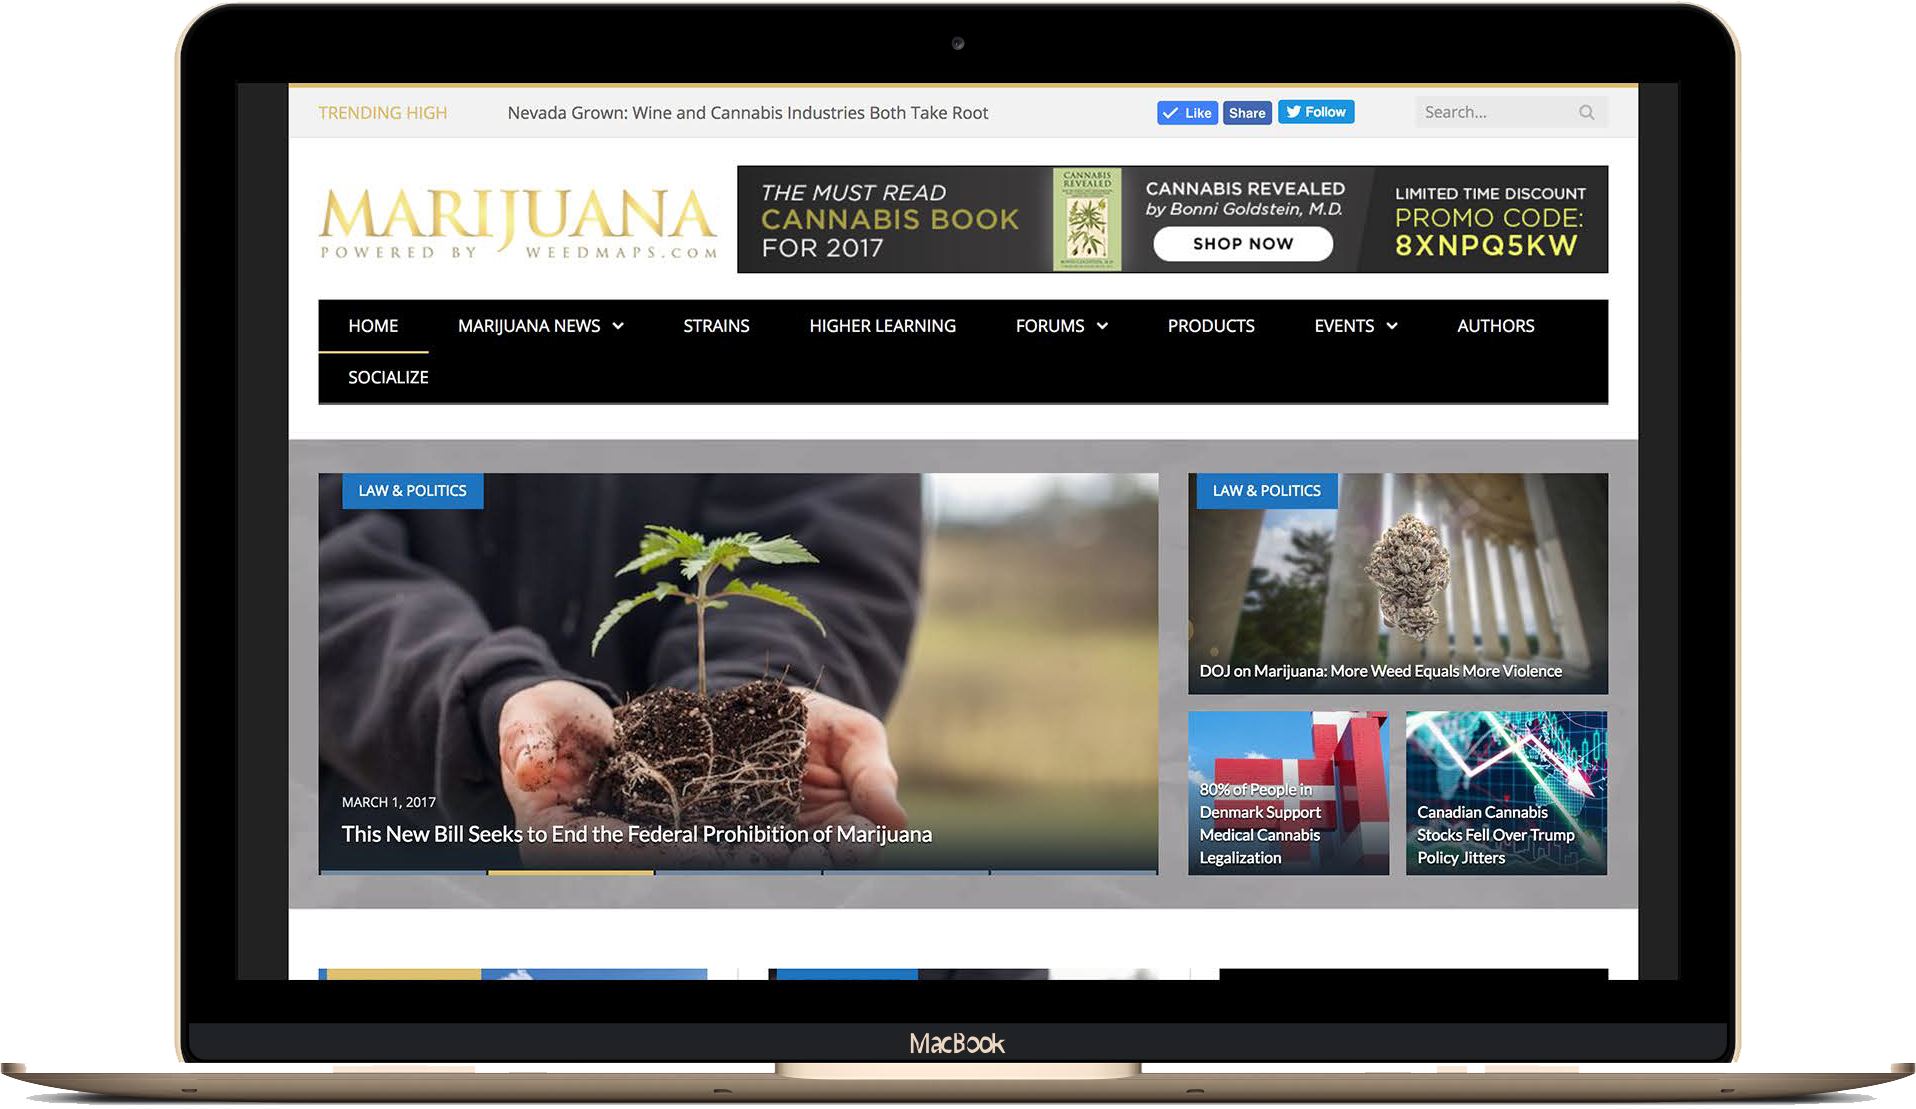 TRENDING HIGH
Nevada Grown: Wine and Cannabis Industries Both Take Root
Like
Share
Follow
Search...
MARIJUANA
POWERED BY WEEDMAPS.COM
THE MUST READ
CANNABIS BOOK
FOR 2017
CANNABIS
REVEALED
CANNABIS REVEALED
by Bonni Goldstein, M.D.
SHOP NOW
LIMITED TIME DISCOUNT
PROMO CODE:
8XNPQ5KW
HOME
MARIJUANA NEWS
STRAINS
HIGHER LEARNING
FORUMS
PRODUCTS
EVENTS
AUTHORS
SOCIALIZE
LAW & POLITICS
MARCH 1, 2017
This New Bill Seeks to End the Federal Prohibition of Marijuana
LAW & POLITICS
DOJ on Marijuana: More Weed Equals More Violence
80% of People in
Denmark Support
Medical Cannabis
Legalization
Canadian Cannabis
Stocks Fell Over Trump
Policy Jitters
MacBook